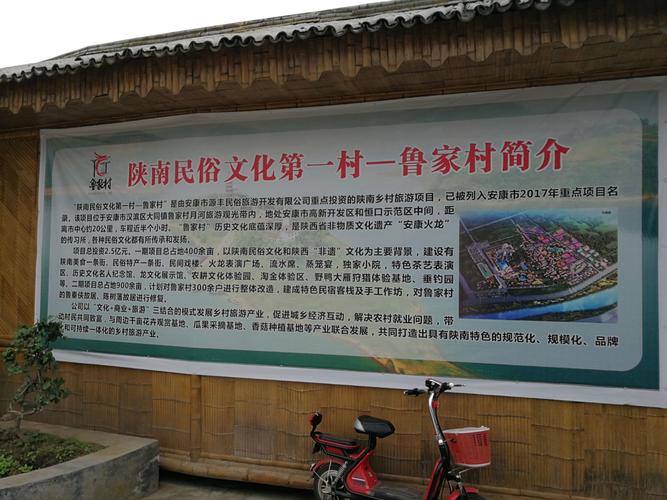 鲁家村
陕南民俗文化第一村—鲁家村简介
"陕南民俗文化第一村—鲁家村"是由安康市源丰民俗旅游开发有限公司重点投资的陕南乡村旅游项目，已被列入安康市2017年重点项目名
录，该项目位于安康市汉滨区大同镇鲁家村月河旅游观光带内，地处安康市高新开发区和恒口示范区中间，距
离市中心约20公里，车程近半个小时。"鲁家村"历史文化底蕴深厚，是陕西省非物质文化遗产"安康火龙"
的传习所，各种民俗文化都有所传承和发扬。
项目总投资2.5亿元，一期项目总占地400余亩，以陕南民俗文化和陕西"非遗"文化为主要背景，建设有
陕南美食一条街、民俗特产一条街、民间戏楼、火龙表演广场、流水席、蒸笼宴、独家小院，特色茶艺表演
区、历史文化名人纪念馆、龙文化展示馆、农耕文化体验园、淘金体验区、野鸭大雁狩猎体验基地、垂钓园
等，二期项目总占地900余亩，计划对鲁家村300余户进行整体改造，建成特色民宿客栈及手工作坊，对鲁家村
的鲁秦侠故居、陈树藩故居进行修复。
公司以"文化+商业+旅游"三结合的模式发展乡村旅游产业，促进城乡经济互动，解决农村就业问题，带
动村民共同致富，与周边千亩花卉观赏基地、瓜果采摘基地、香菇种植基地等产业联合发展，共同打造出具有陕南特色的规范化、规模化、品牌
和可持续一体化的乡村旅游产业。